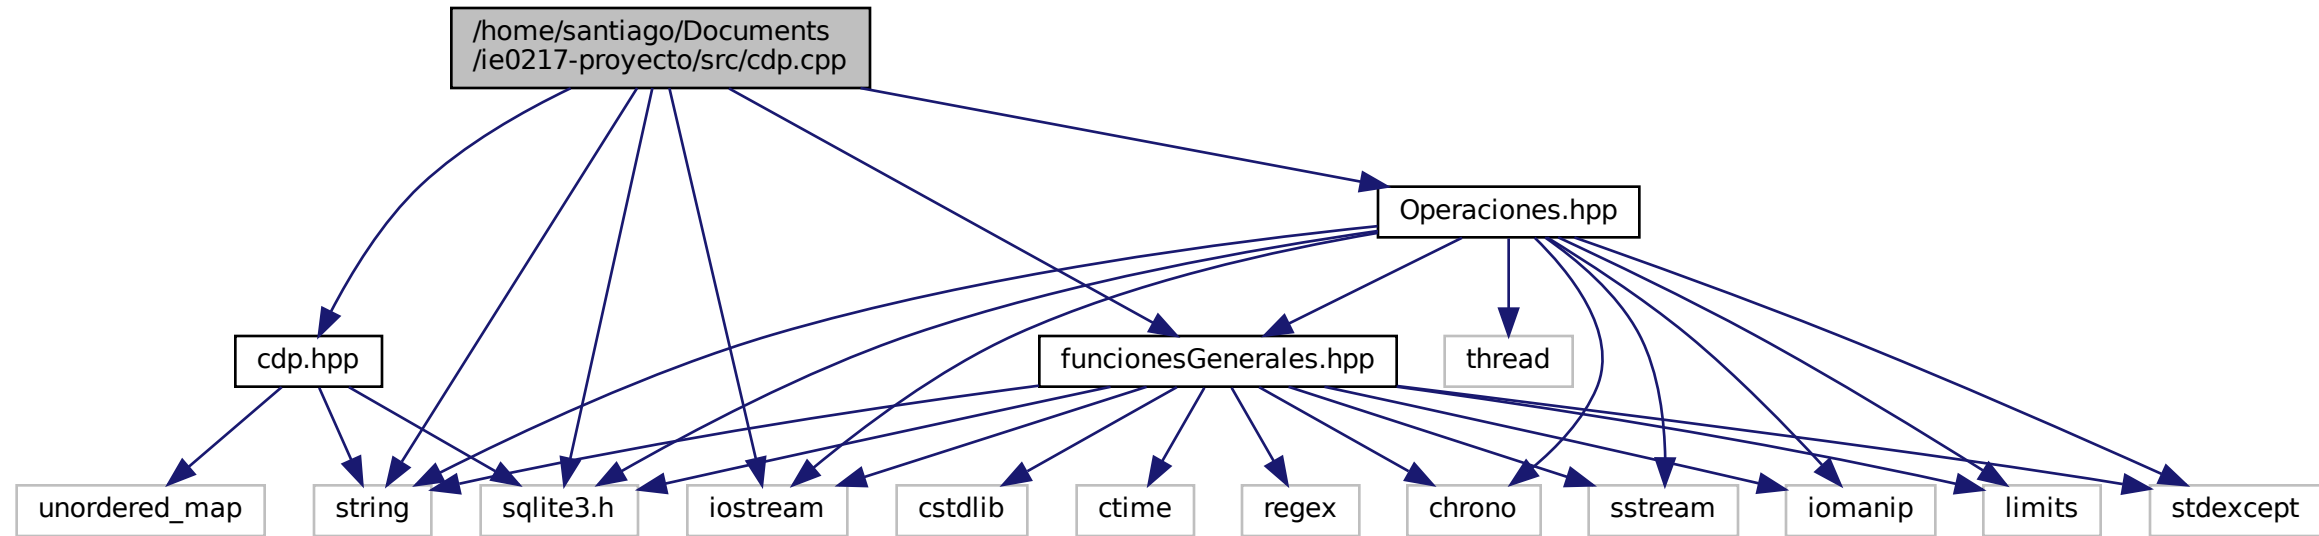 /home/santiago/Documents
/ie0217-proyecto/src/cdp.cpp
Operaciones.hpp
cdp.hpp
funcionesGenerales.hpp
thread
unordered_map
string
sqlite3.h
iostream
cstdlib
ctime
regex
chrono
sstream
iomanip
limits
stdexcept